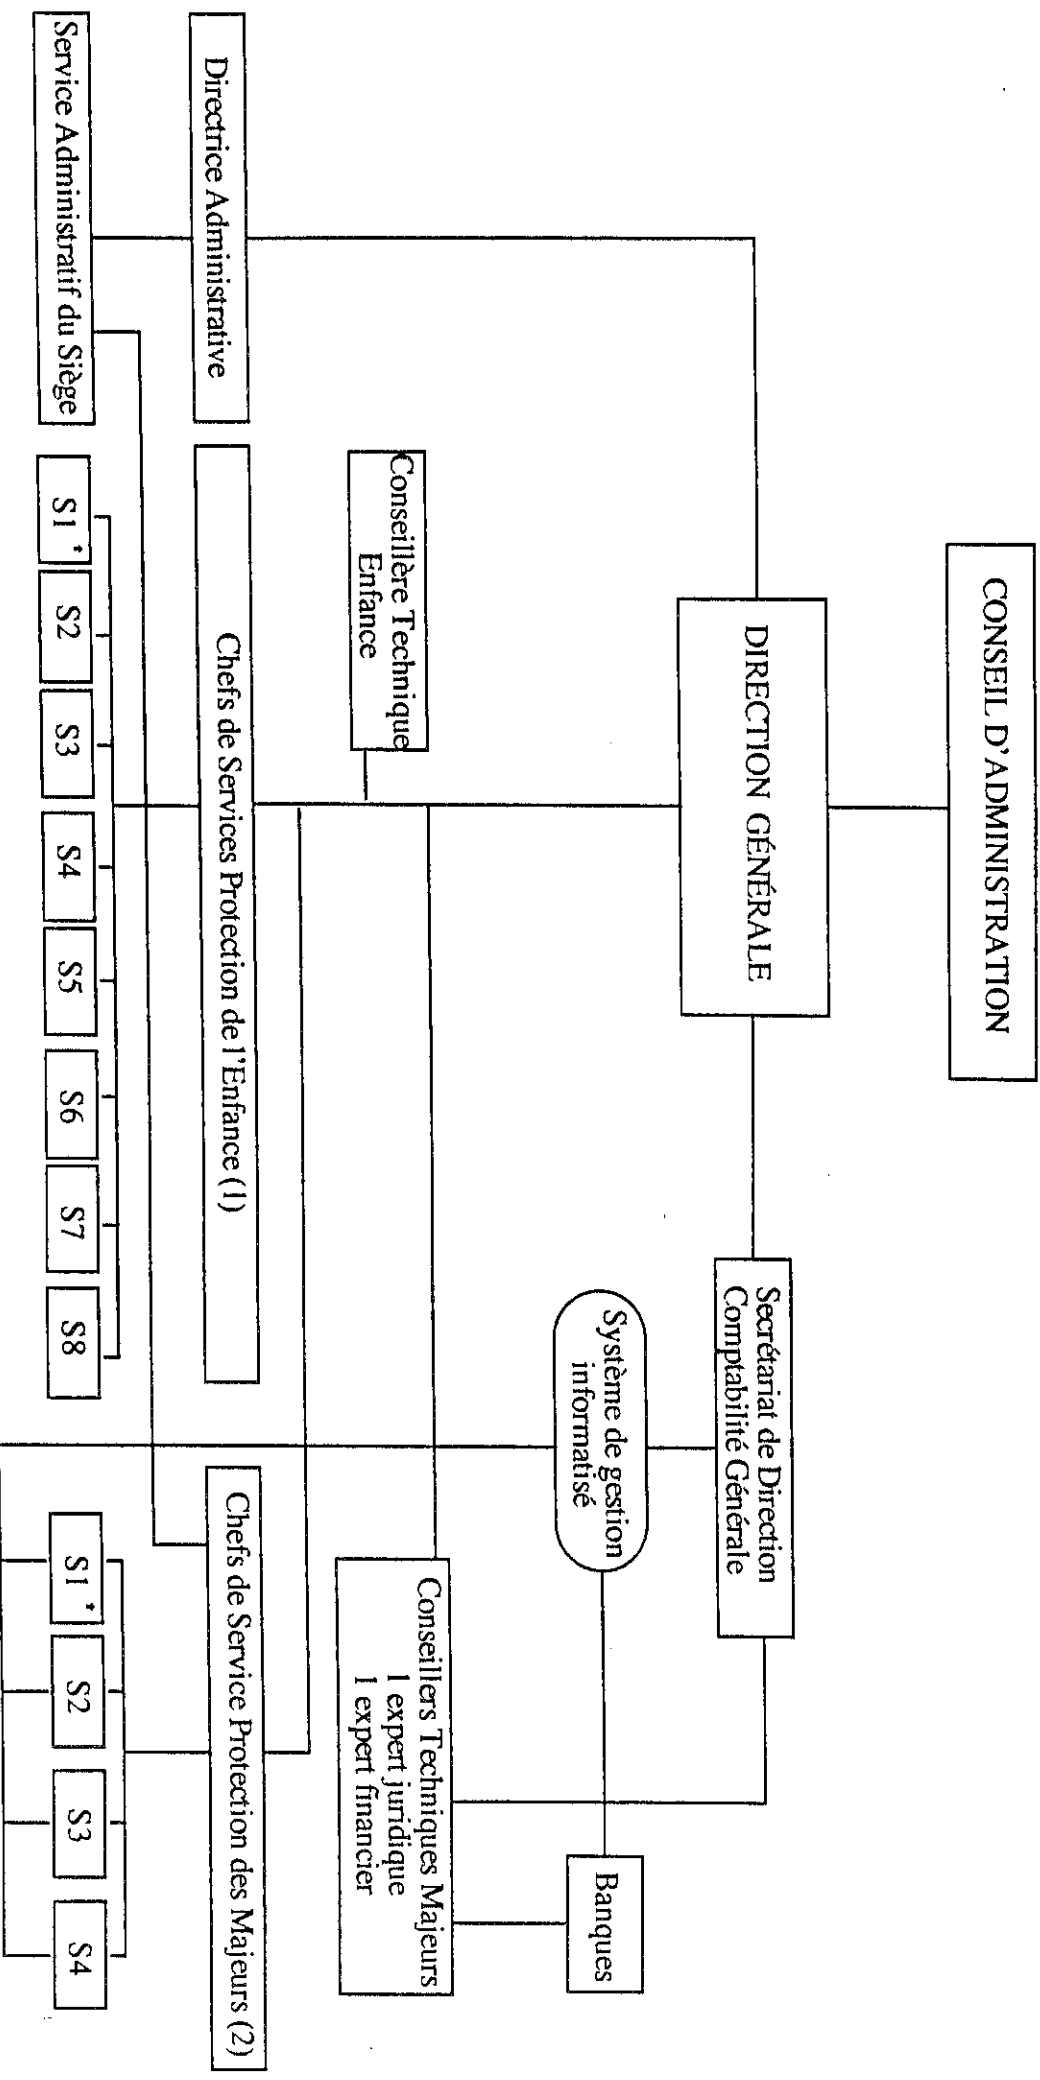 CONSEIL D'ADMINISTRATION
DIRECTION GÉNÉRALE
Secrétariat de Direction
Comptabilité Générale
Système de gestion
informatisé
Banques
Conseillère Technique
Enfance
Conseillers Techniques Majeurs
1 expert juridique
1 expert financier
Directrice Administrative
Chefs de Services Protection de l'Enfance (1)
Chefs de Service Protection des Majeurs (2)
Service Administratif du Siège
S1 *
S2
S3
S4
S5
S6
S7
S8
S1 *
S2
S3
S4